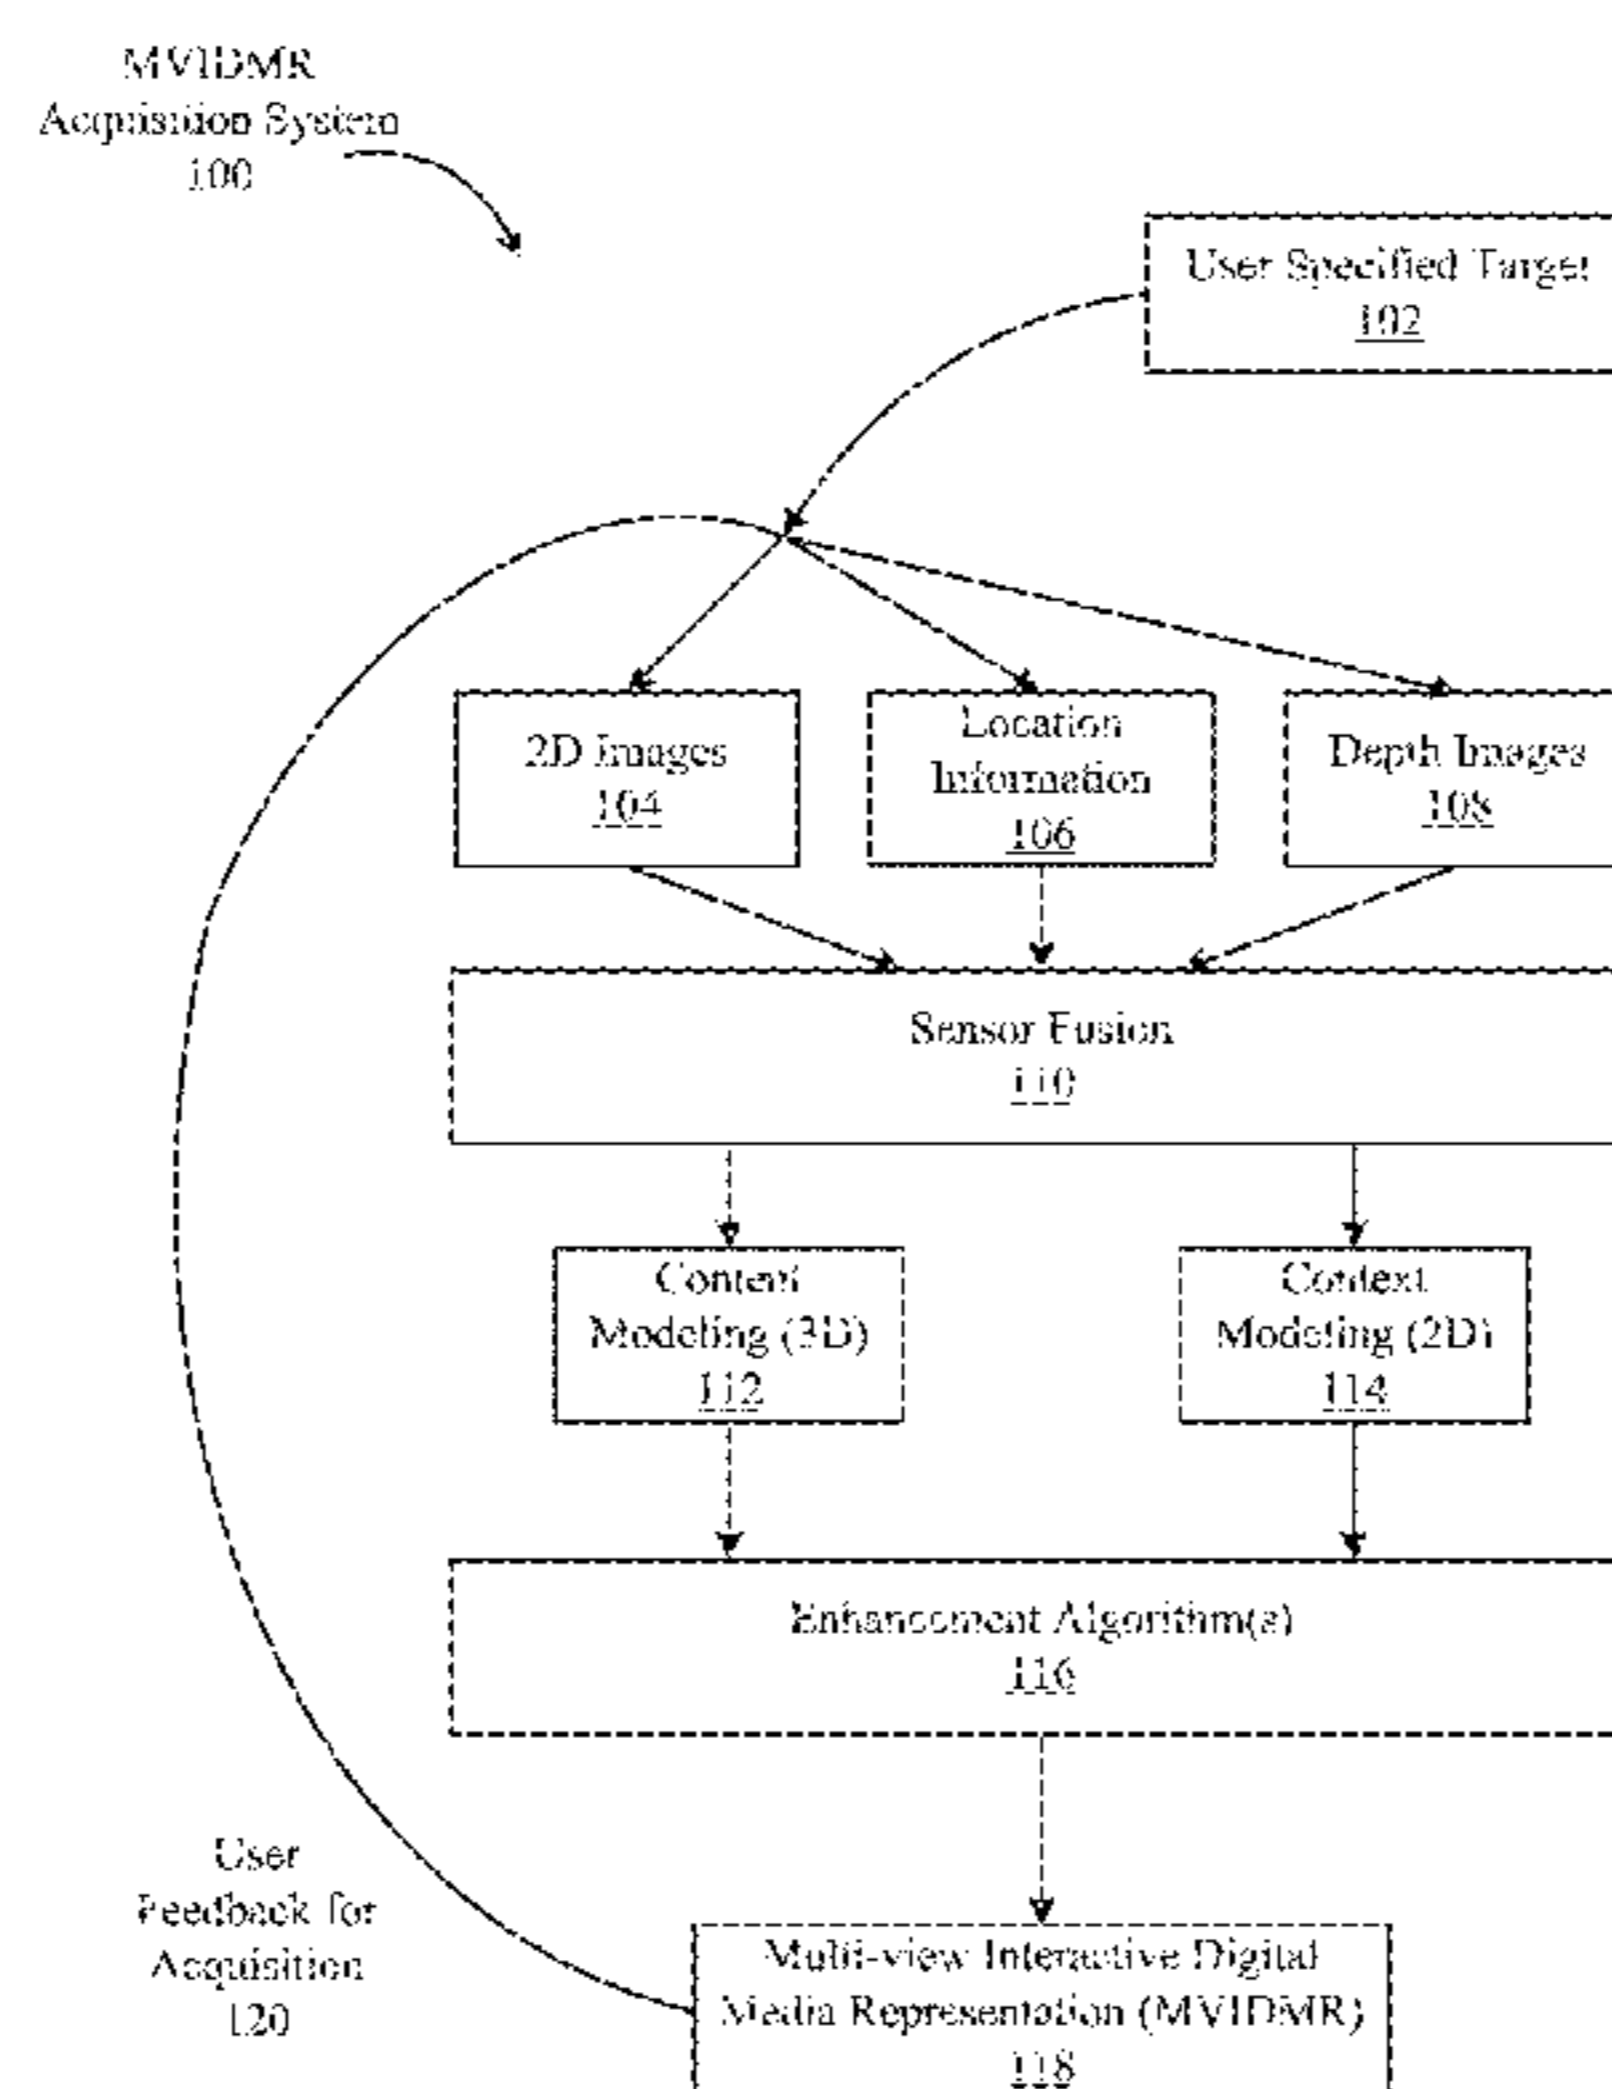 MVIDMR
Acquisition System
100
User Specified Target
102
2D Images
104
Location
Information
106
Depth Images
108
Sensor Fusion
110
Content
Modeling (3D)
112
Context
Modeling (2D)
114
Enhancement Algorithm(s)
116
User
Feedback for
Acquisition
120
Multi-view Interactive Digital
Media Representation (MVIDMR)
118